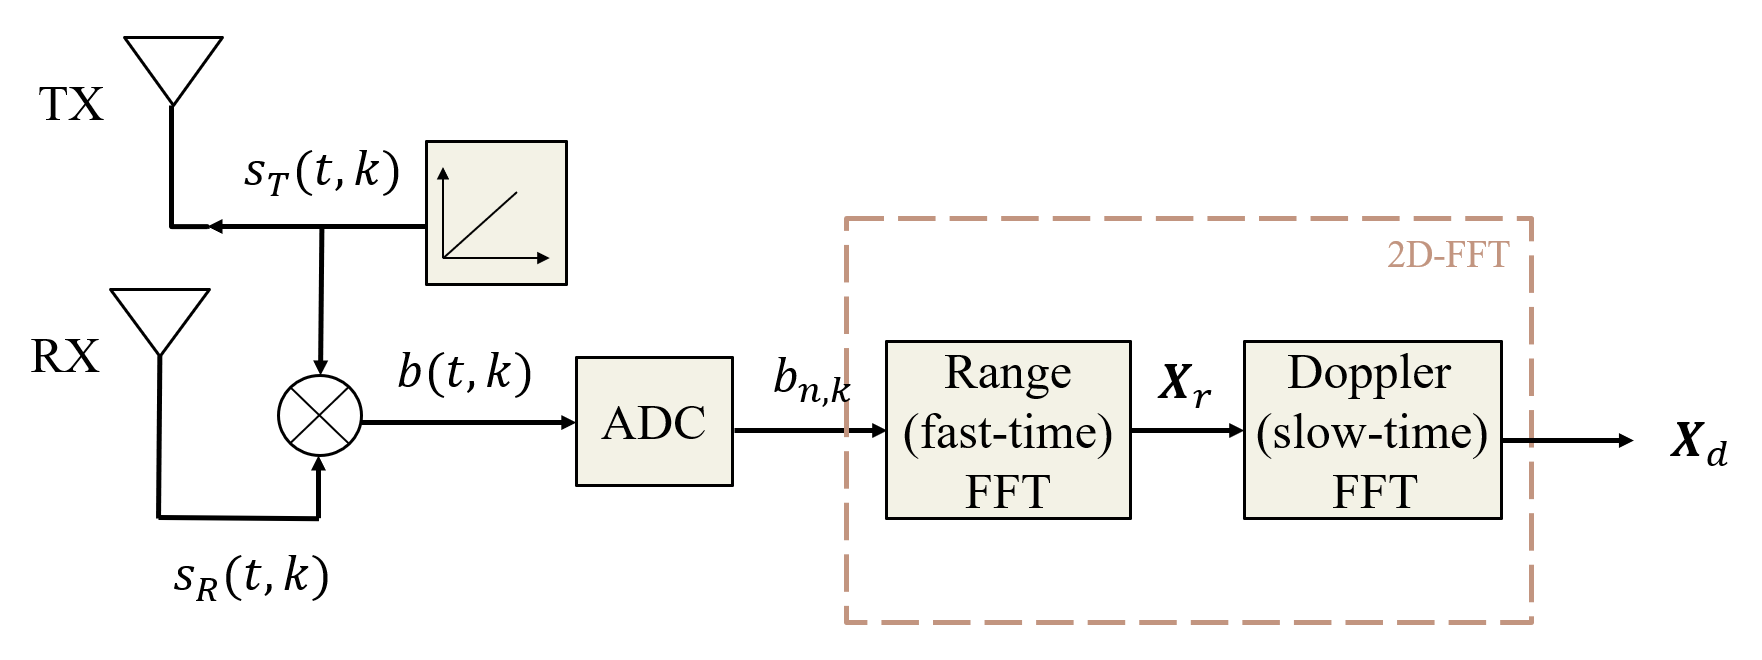 TX
s_T(t,k)
2D-FFT
RX
b(t,k)
ADC
b_{n,k}
Range
(fast-time)
FFT
X_r
Doppler
(slow-time)
FFT
X_d
s_R(t,k)